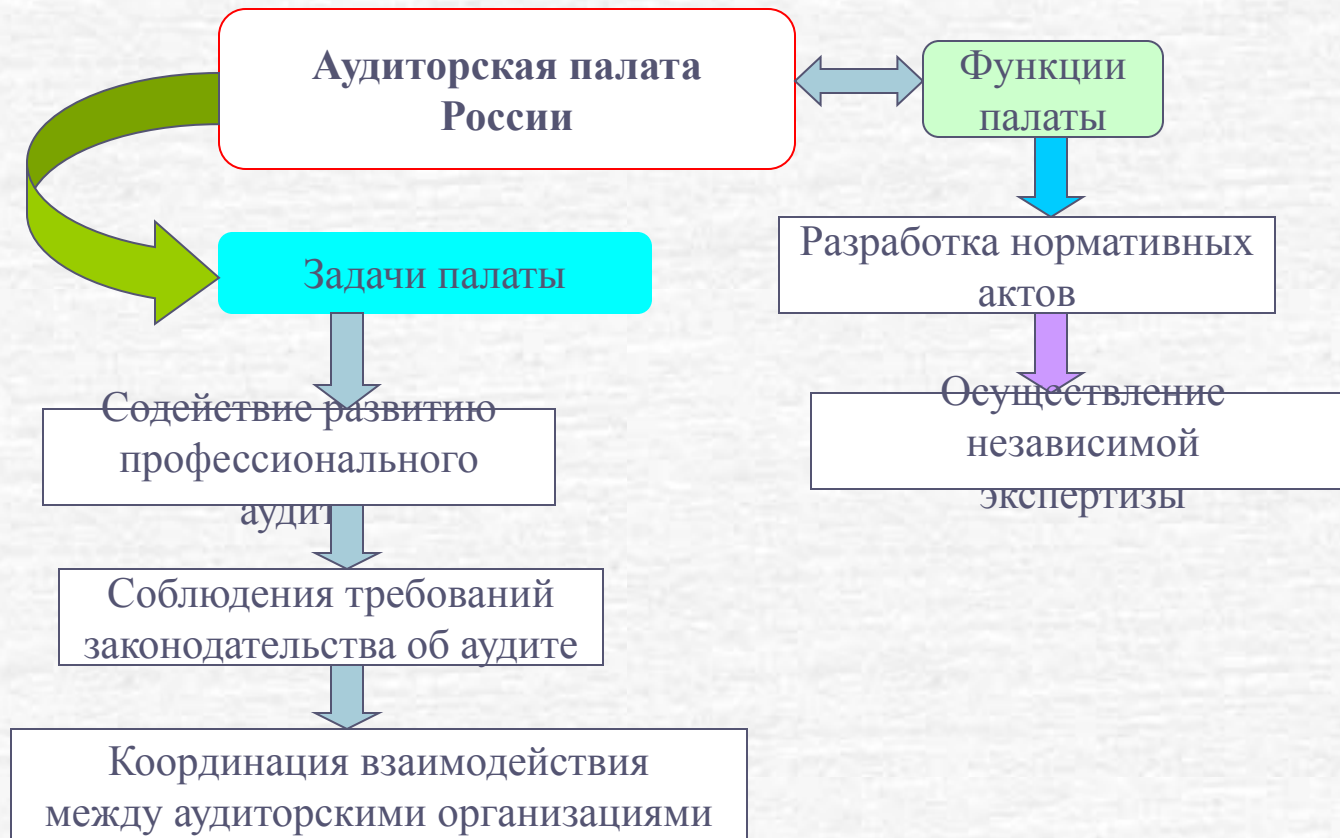 Аудиторская палата
России
Функции
палаты
Задачи палаты
Разработка нормативных
актов
Содействие развитию
профессионального
аудит
Осуществление
независимой
экспертизы
Соблюдения требований
законодательства об аудите
Координация взаимодействия
между аудиторскими организациями